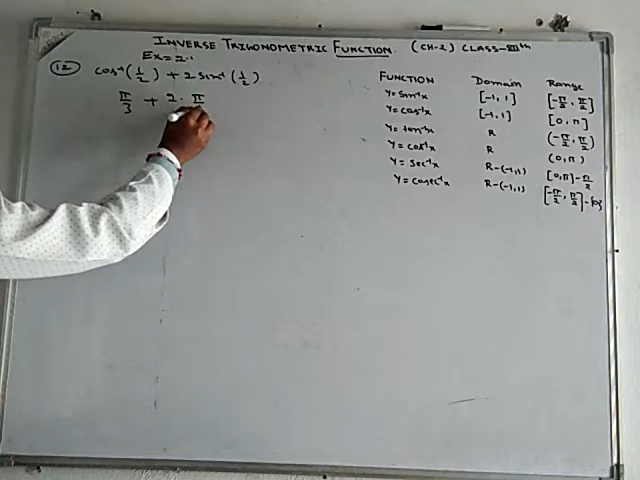 INVERSE TRIGONOMETRIC FUNCTION (CH-2) CLASS-XIIth
Ex=2.1
(12) cos⁻¹(1/2) + 2 sin⁻¹(1/2)
π/3 + 2·π
FUNCTION Domain Range
Y=sin⁻¹x [-1,1] [-π/2, π/2]
Y=cos⁻¹x [-1,1] [0,π]
Y=tan⁻¹x R (-π/2, π/2)
Y=cot⁻¹x R (0,π)
Y=sec⁻¹x R-(-1,1) [0,π]-π/2
Y=cosec⁻¹x R-(-1,1) [-π/2, π/2]-{0}